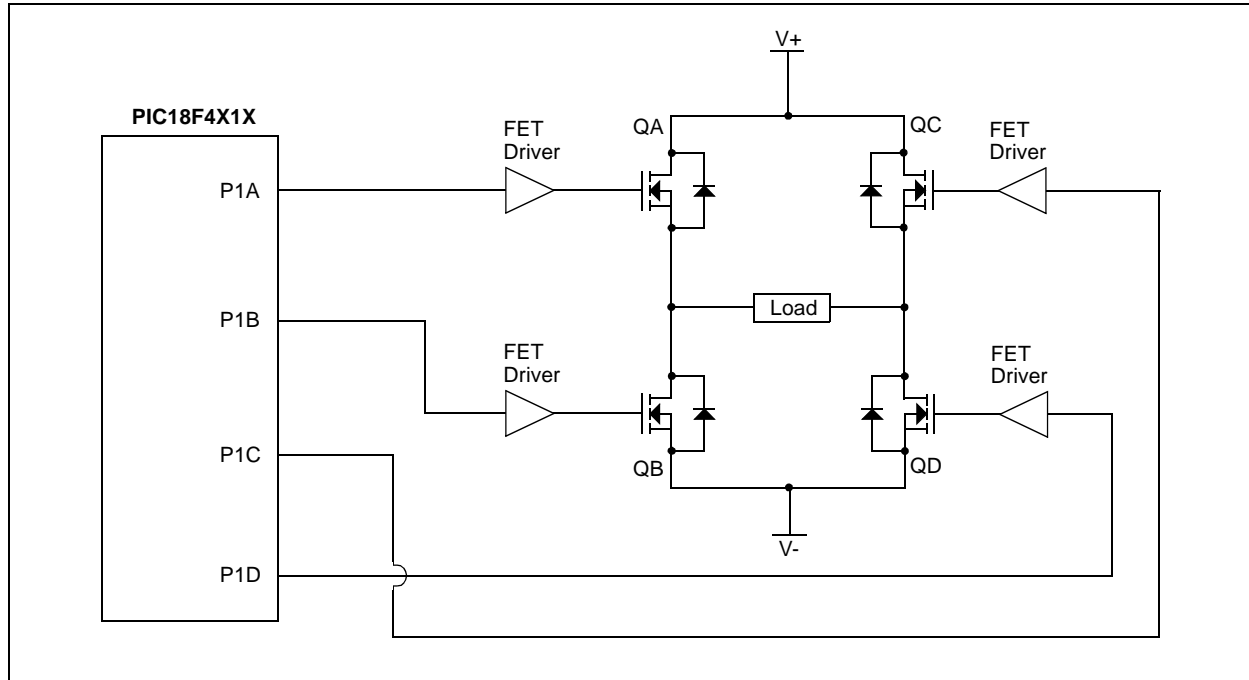 V+
PIC18F4X1X
FET
Driver
QA
QC
FET
Driver
P1A
Load
P1B
FET
Driver
FET
Driver
P1C
QB
QD
V-
P1D